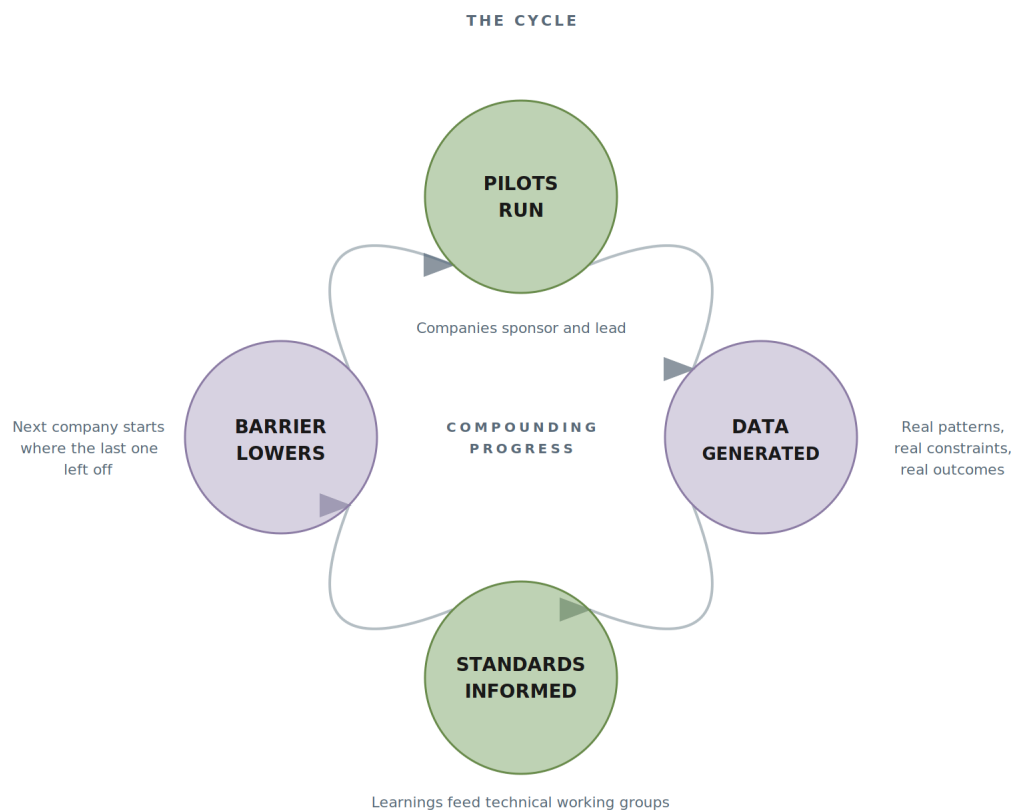 THE CYCLE
PILOTS
RUN
Companies sponsor and lead
Next company starts
where the last one
left off
BARRIER
LOWERS
COMPOUNDING
PROGRESS
DATA
GENERATED
Real patterns,
real constraints,
real outcomes
STANDARDS
INFORMED
Learnings feed technical working groups